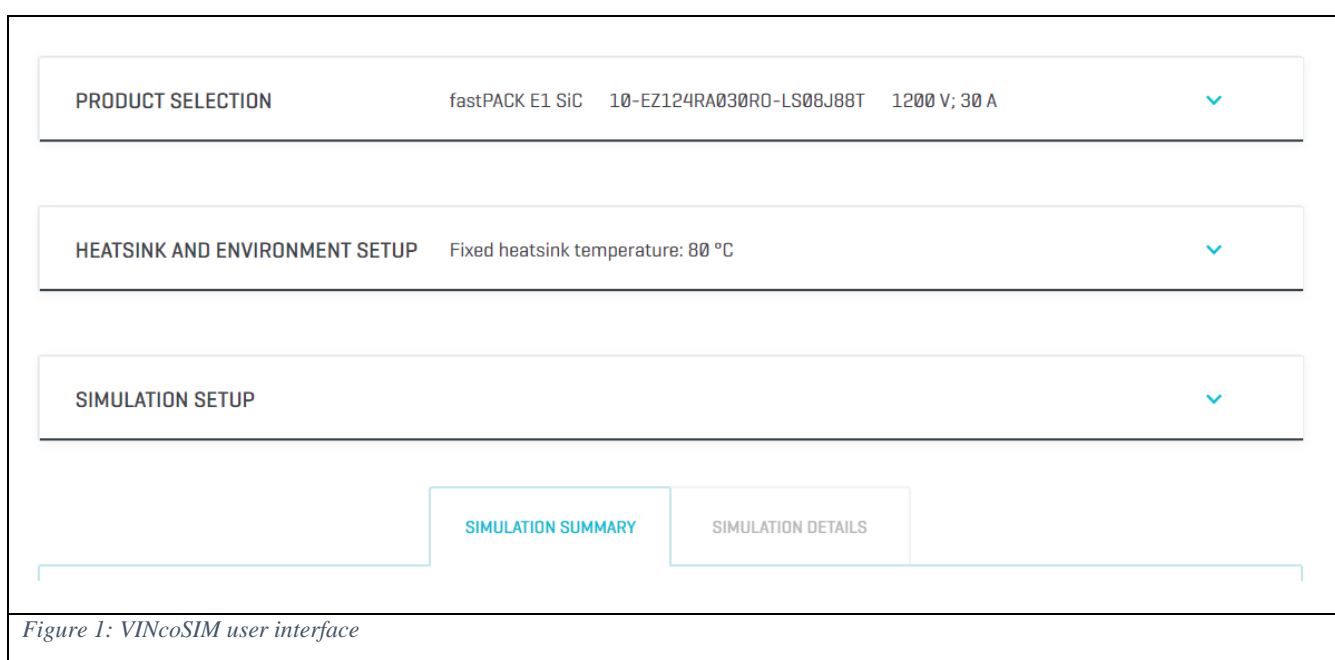 PRODUCT SELECTION fastPACK E1 SiC 10-EZ124RA030RO-LS08J88T 1200 V; 30 A
HEATSINK AND ENVIRONMENT SETUP Fixed heatsink temperature: 80 °C
SIMULATION SETUP
SIMULATION SUMMARY SIMULATION DETAILS
Figure 1: VINcoSIM user interface